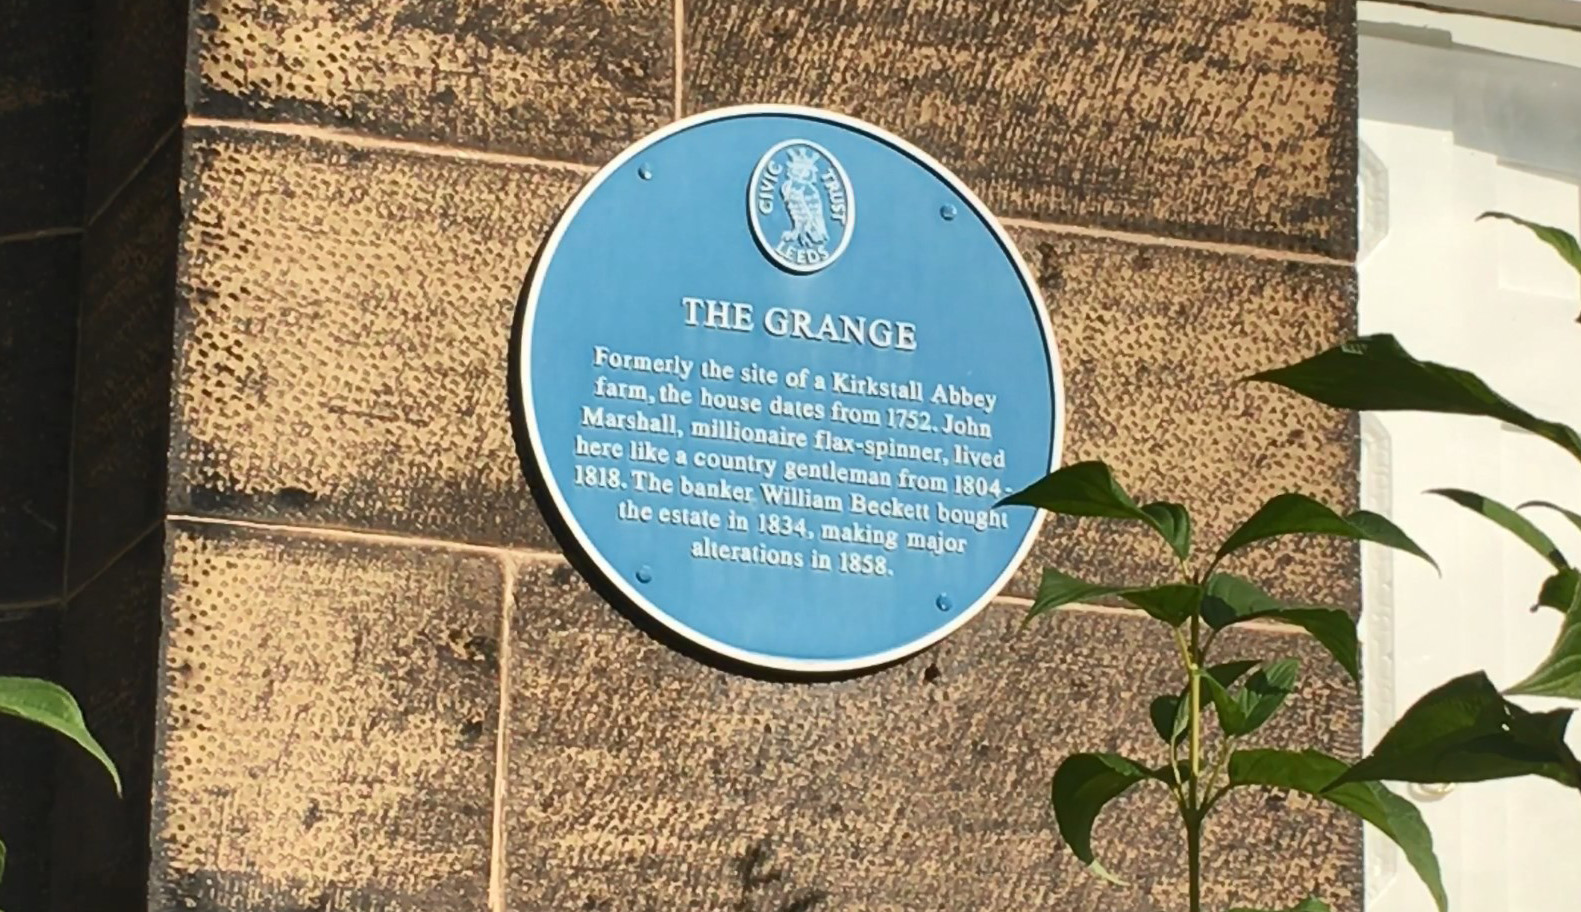 CIVIC TRUST
LEEDS
THE GRANGE
Formerly the site of a Kirkstall Abbey
farm, the house dates from 1752. John
Marshall, millionaire flax-spinner, lived
here like a country gentleman from 1804-
1818. The banker William Beckett bought
the estate in 1834, making major
alterations in 1858.